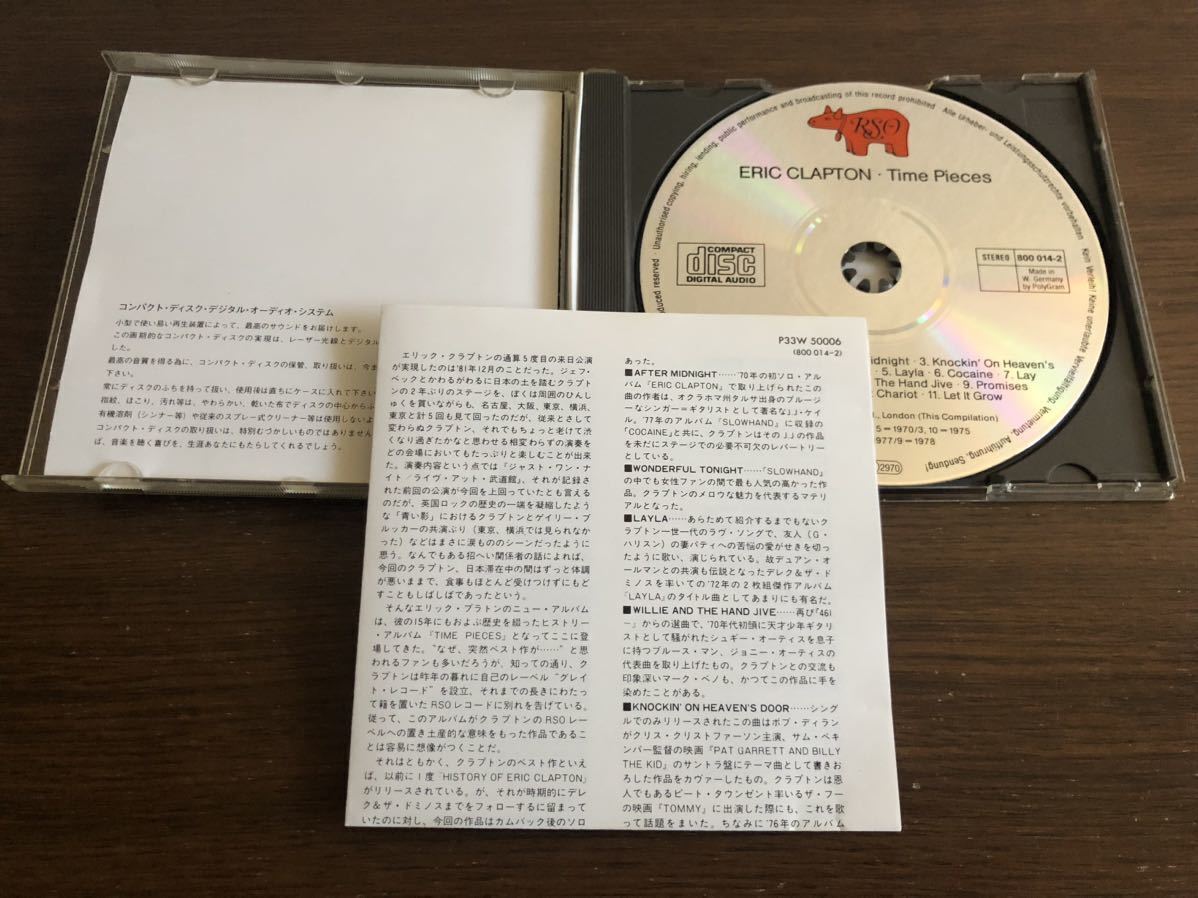 コンパクト・ディスク・デジタル・オーディオ・システム
小型で使い易い再生装置によって、最高のサウンドをお届けします。
この画期的なコンパクト・ディスクの実現は、レーザー光線とデジタル
した。
最高の音質を得る為に、コンパクト・ディスクの保管、取り扱いは、今ま
下さい。
常にディスクのふちを持って扱い、使用後は直ちにケースに入れて下さい
指紋、ほこり、汚れ等は、やわらかい、乾いた布でディスクの中心からふ
有機溶剤（シンナー等）や従来のスプレー式クリーナー等は使用しないよ
コンパクト・ディスクの取り扱いは、特別むづかしいものではありません
ば、音楽を聴く喜びを、生涯あなたにもたらしてくれるでしょう。
RSO
ERIC CLAPTON · Time Pieces
COMPACT
disc
DIGITAL AUDIO
STEREO 800 014-2
Made in
W. Germany
by PolyGram
Unauthorised copying, hiring, lending, public performance and broadcasting of this record prohibited · Alle Urheber- und Leistungsschutzrechte vorbehalten · Kein Verleih! Keine unerlaubte Vervielfältigung, Vermietung, Aufführung, Sendung!
reserved
idnight · 3. Knockin' On Heaven's
5. Layla · 6. Cocaine · 7. Lay
The Hand Jive · 9. Promises
Chariot · 11. Let It Grow
London (This Compilation)
5 = 1970/3, 10 = 1975
1977/9 = 1978
02970
P33W 50006
(800 014-2)
エリック・クラプトンの通算5度目の来日公演
が実現したのは'81年12月のことだった。ジェフ・
ベックとかわるがわるに日本の土を踏むクラプト
ンの2年ぶりのステージを、ぼくは周囲のひんし
ゅくを買いながらも、名古屋、大阪、東京、横浜、
東京と計5回も見て回ったのだが、従来とさして
変わらぬクラプトン、それでもちょっと老けて渋
くなり過ぎたかなと思わせる相変わらずの演奏を
どの会場においてもたっぷりと楽しむことが出来
た。演奏内容という点では『ジャスト・ワン・ナ
イト／ライヴ・アット・武道館』、それが記録さ
れた前回の公演が今回を上回っていたとも言える
のだが、英国ロックの歴史の一端を凝縮したよう
な「青い影」におけるクラプトンとゲイリー・ブ
ルッカーの共演ぶり（東京、横浜では見られなか
った）などはまさに涙もののシーンだったように
思う。なんでもある招へい関係者の話によれば、
今回のクラプトン、日本滞在中の間はずっと体調
が悪いままで、食事もほとんど受けつけずにもど
すこともしばしばであったという。
そんなエリック・プラトンのニュー・アルバム
は、彼の15年にもおよぶ歴史を綴ったヒストリー
・アルバム『TIME PIECES』となってここに登
場してきた。"なぜ、突然ベスト作が……"と思
われるファンも多いだろうが、知っての通り、ク
ラプトンは昨年の暮れに自己のレーベル"グレイ
ト・レコード"を設立、それまでの長きにわたっ
て籍を置いたRSOレコードに別れを告げている。
従って、このアルバムがクラプトンのRSOレー
ベルへの置き土産的な意味をもった作品であるこ
とは容易に想像がつくことだ。
それはともかく、クラプトンのベスト作といえ
ば、以前に1度『HISTORY OF ERIC CLAPTON』
がリリースされている。が、それが時期的にデレ
ク＆ザ・ドミノスまでをフォローするに留まって
いたのに対し、今回の作品はカムバック後のソロ
あった。
■AFTER MIDNIGHT……'70年の初ソロ・アル
バム『ERIC CLAPTON』で取り上げられたこの
曲の作者は、オクラホマ州タルサ出身のブルージ
ーなシンガー＝ギタリストとして著名なJ.J.・ケイ
ル。'77年のアルバム『SLOWHAND』に収録の
「COCAINE」と共に、クラプトンはそのJ.J.の作品
を未だにステージでの必要不可欠のレパートリー
としている。
■WONDERFUL TONIGHT……『SLOWHAND』
の中でも女性ファンの間で最も人気の高かった作
品。クラプトンのメロウな魅力を代表するマテリ
アルとなった。
■LAYLA……あらためて紹介するまでもないク
ラプトン一世一代のラヴ・ソングで、友人（G・
ハリスン）の妻パティへの苦悩の愛がせきを切っ
たように歌い、演じられている。故デュアン・オ
ールマンとの共演も伝説となったデレク＆ザ・ド
ミノスを率いての'72年の2枚組傑作アルバム
『LAYLA』のタイトル曲としてあまりにも有名だ。
■WILLIE AND THE HAND JIVE……再び『461
－』からの選曲で、'70年代初頭に天才少年ギタリ
ストとして騒がれたシュギー・オーティスを息子
に持つブルース・マン、ジョニー・オーティスの
代表曲を取り上げたもの。クラプトンとの交流も
印象深いマーク・ベノも、かつてこの作品に手を
染めたことがある。
■KNOCKIN' ON HEAVEN'S DOOR……シング
ルでのみリリースされたこの曲はボブ・ディラン
がクリス・クリストファーソン主演、サム・ペキ
ンパー監督の映画『PAT GARRETT AND BILLY
THE KID』のサントラ盤にテーマ曲として書きお
ろした作品をカヴァーしたもの。クラプトンは恩
人でもあるピート・タウンゼント率いるザ・フー
の映画『TOMMY』に出演した際にも、これを歌
って話題をまいた。ちなみに'76年のアルバム